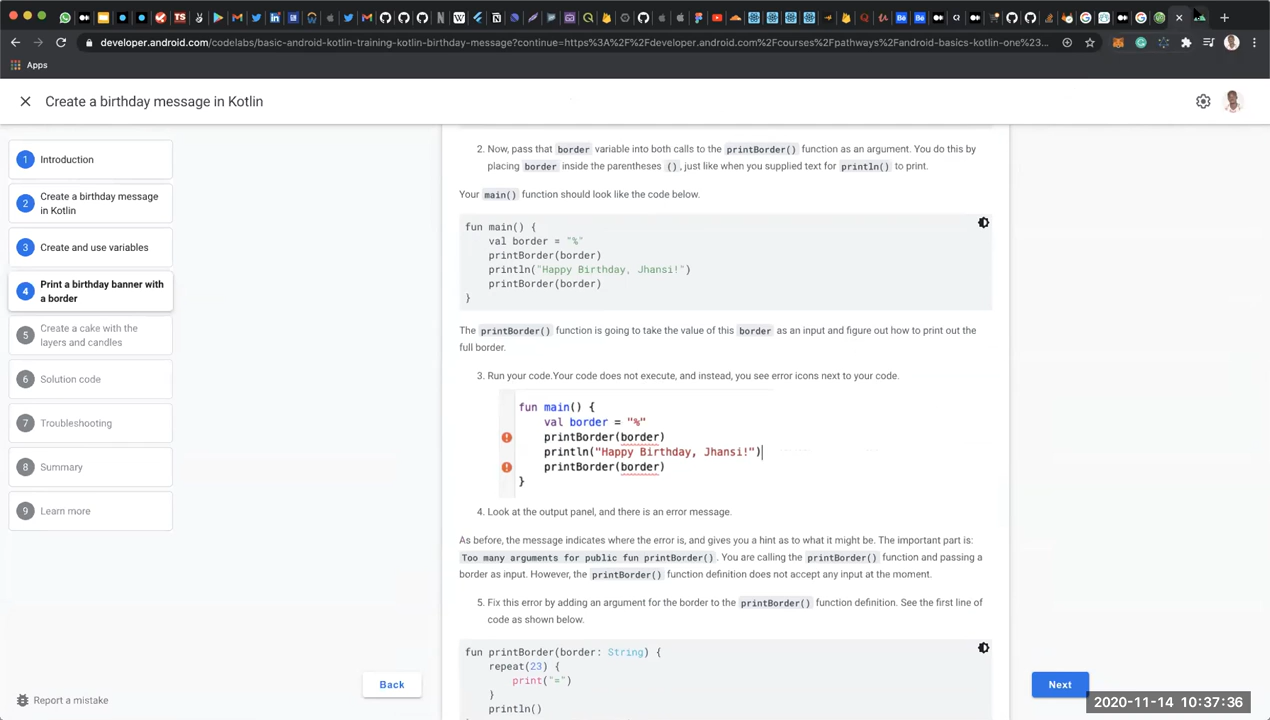 developer.android.com/codelabs/basic-android-kotlin-training-kotlin-birthday-message?continue=https%3A%2F%2Fdeveloper.android.com%2Fcourses%2Fpathways%2Fandroid-basics-kotlin-one%23...
Apps
Create a birthday message in Kotlin
1 Introduction
2 Create a birthday message
in Kotlin
3 Create and use variables
4 Print a birthday banner with
a border
5 Create a cake with the
layers and candles
6 Solution code
7 Troubleshooting
8 Summary
9 Learn more
Report a mistake
2. Now, pass that border variable into both calls to the printBorder() function as an argument. You do this by
placing border inside the parentheses (), just like when you supplied text for println() to print.
Your main() function should look like the code below.
fun main() {
val border = "%"
printBorder(border)
println("Happy Birthday, Jhansi!")
printBorder(border)
}
The printBorder() function is going to take the value of this border as an input and figure out how to print out the
full border.
3. Run your code.Your code does not execute, and instead, you see error icons next to your code.
fun main() {
val border = "%"
printBorder(border)
println("Happy Birthday, Jhansi!")
printBorder(border)
}
4. Look at the output panel, and there is an error message.
As before, the message indicates where the error is, and gives you a hint as to what it might be. The important part is:
Too many arguments for public fun printBorder(). You are calling the printBorder() function and passing a
border as input. However, the printBorder() function definition does not accept any input at the moment.
5. Fix this error by adding an argument for the border to the printBorder() function definition. See the first line of
code as shown below.
fun printBorder(border: String) {
repeat(23) {
print("=")
}
println()
Back
Next
2020-11-14 10:37:36